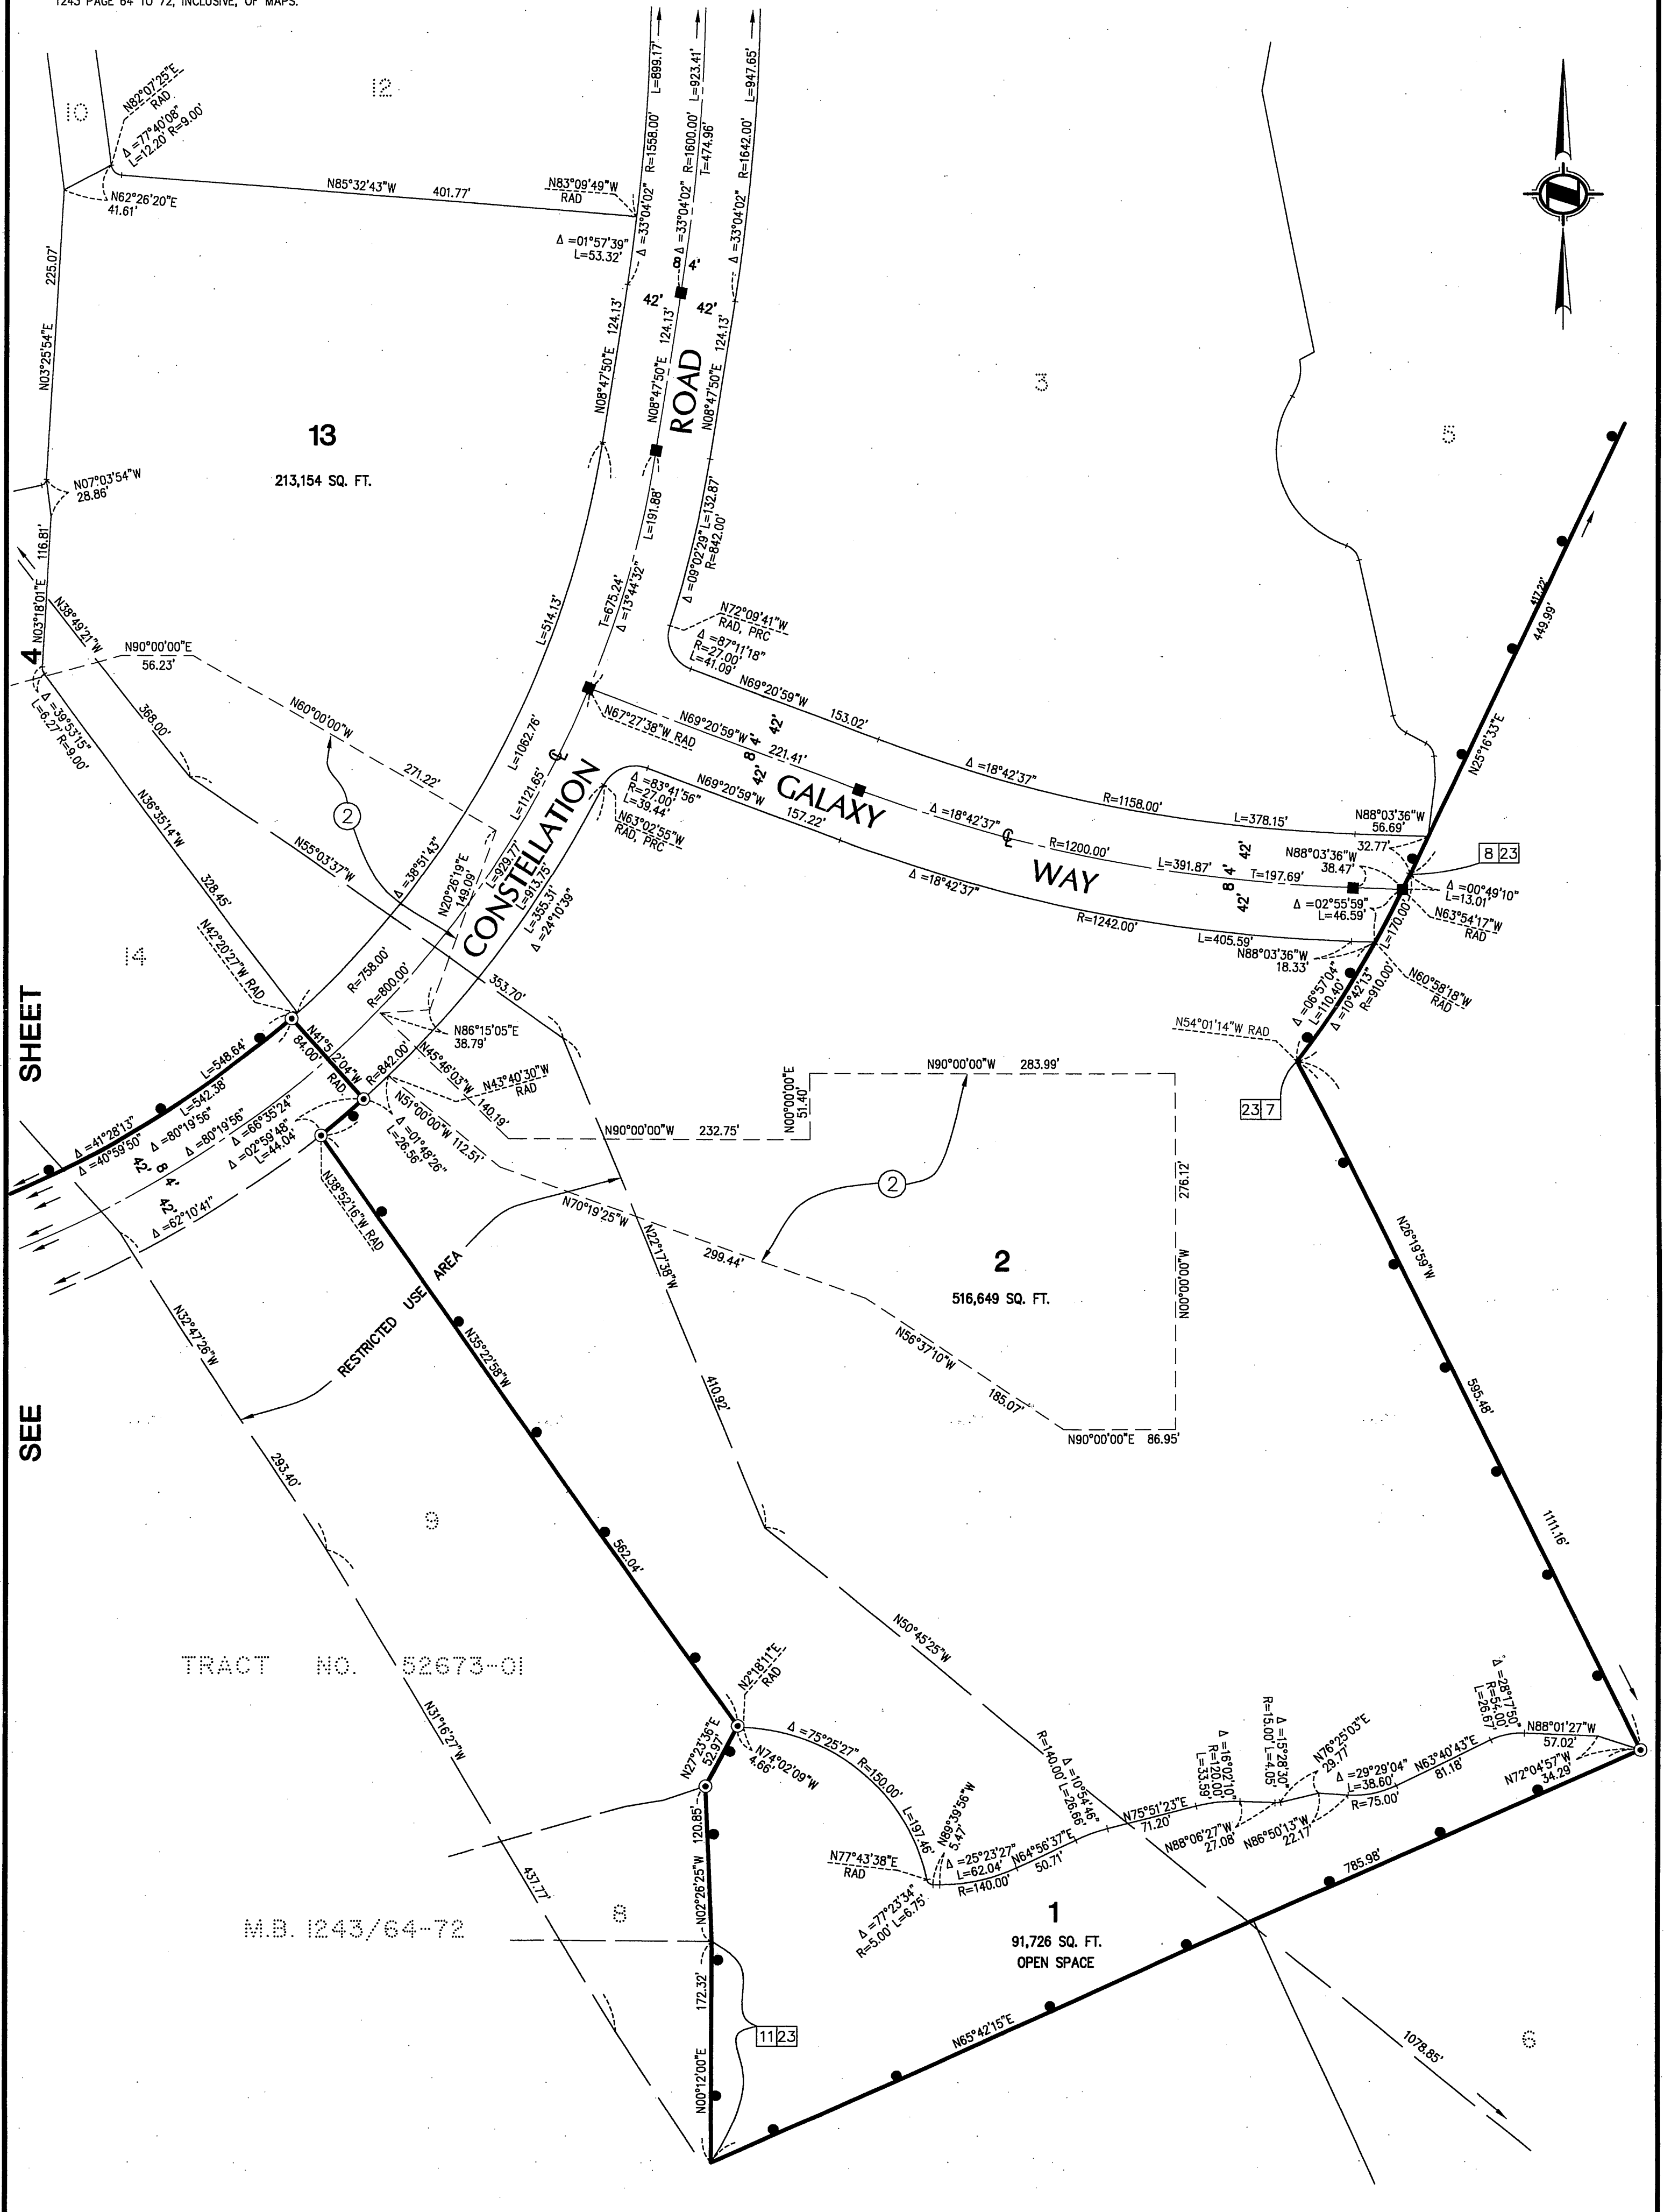 1243 PAGE 64 TO 72, INCLUSIVE, OF MAPS.
10
12
N82°07'25"E
RAD
Δ =77°40'08"
L=12.20' R=9.00'
N62°26'20"E
41.61'
N85°32'43"W 401.77'
N83°09'49"W
RAD
Δ =01°57'39"
L=53.32'
Δ =33°04'02" R=1558.00' L=899.17'
Δ =33°04'02" R=1600.00' L=923.41'
T=474.96'
Δ =33°04'02" R=1642.00' L=947.65'
8 4'
42' 42'
N08°47'50"E 124.13'
N08°47'50"E 124.13'
N08°47'50"E 124.13'
ROAD
3
5
N03°25'54"E 225.07'
13
213,154 SQ. FT.
N07°03'54"W
28.86'
N03°18'01"E 116.81'
4
N38°49'21"W
368.00'
N90°00'00"E
56.23'
Δ =39°53'15"
L=6.27' R=9.00'
N60°00'00"W
271.22'
2
N36°35'14"W
328.45'
N55°03'37"W
353.70'
L=514.13'
L=1062.76'
Δ =38°51'43"
L=191.88'
T=675.24'
Δ =13°44'32"
Δ =09°02'29" L=132.87'
R=842.00'
N72°09'41"W
RAD, PRC
Δ =87°11'18"
R=27.00'
L=41.09'
N69°20'59"W 153.02'
N67°27'38"W RAD
N69°20'59"W 221.41'
42'
8 4'
42'
L=1121.65'
L=929.77'
L=913.75'
L=355.31'
Δ =24°10'39"
CONSTELLATION
Δ =83°41'56"
R=27.00'
L=39.44'
N63°02'55"W
RAD, PRC
N69°20'59"W
157.22'
GALAXY
WAY
Δ =18°42'37" R=1158.00' L=378.15'
Δ =18°42'37" R=1200.00' L=391.87' T=197.69'
Δ =18°42'37" R=1242.00' L=405.59'
42'
8 4'
42'
N88°03'36"W
56.69'
32.77'
N88°03'36"W
38.47'
Δ =02°55'59"
L=46.59'
N88°03'36"W
18.33'
8 23
Δ =00°49'10"
L=13.01'
N63°54'17"W
RAD
N60°58'18"W
RAD
L=170.00'
Δ =06°57'04"
L=110.40'
Δ =10°42'13"
R=910.00'
N54°01'14"W RAD
23 7
417.22'
449.99'
N25°16'33"E
14
SHEET
SEE
N42°20'27"W RAD
R=758.00'
R=800.00'
R=842.00'
N20°26'19"E
149.09'
N86°15'05"E
38.79'
N41°52'04"W
84.00' RAD
N45°46'03"W 140.19'
N43°40'30"W
RAD
N51°00'00"W 112.51'
Δ =01°48'26"
L=26.56'
L=548.64'
L=542.38'
Δ =41°28'13"
Δ =40°59'50"
Δ =80°19'56"
Δ =80°19'56"
Δ =66°35'24"
Δ =02°59'48"
L=44.04'
42'
8 4'
42'
Δ =62°10'41"
N38°52'16"W RAD
N90°00'00"W 232.75'
N00°00'00"E
51.40'
N90°00'00"W 283.99'
276.12'
N00°00'00"W
2
N70°19'25"W
299.44'
N22°17'38"W
410.92'
2
516,649 SQ. FT.
N56°37'10"W
185.07'
N90°00'00"E 86.95'
RESTRICTED USE AREA
N32°47'26"W
293.40'
N35°22'58"W
562.04'
N26°19'59"W
595.48'
1111.16'
9
TRACT NO. 52673-01
N31°16'27"W
437.77'
N50°45'25"W
1078.85'
N2°18'11"E
RAD
N27°23'36"E
52.97'
N74°02'09"W
4.66'
Δ =75°25'27" R=150.00' L=197.46'
N02°26'25"W 120.85'
N77°43'38"E
RAD
Δ =77°23'34"
R=5.00' L=6.75'
N89°39'56"W
5.47'
Δ =25°23'27"
L=62.04'
R=140.00'
N64°56'37"E
50.71'
Δ =10°54'46"
R=140.00' L=26.66'
N75°51'23"E
71.20'
Δ =16°02'10"
R=120.00'
L=33.59'
N88°06'27"W
27.08'
Δ =15°28'30"
R=15.00' L=4.05'
N76°25'03"E
29.77'
N86°50'13"W
22.17'
Δ =29°29'04"
L=38.60'
R=75.00'
N63°40'43"E
81.18'
Δ =28°17'50"
R=54.00'
L=26.67'
N88°01'27"W
57.02'
N72°04'57"W
34.29'
785.98'
N65°42'15"E
8
M.B. 1243/64-72
1
91,726 SQ. FT.
OPEN SPACE
N00°12'00"E 172.32'
11 23
6